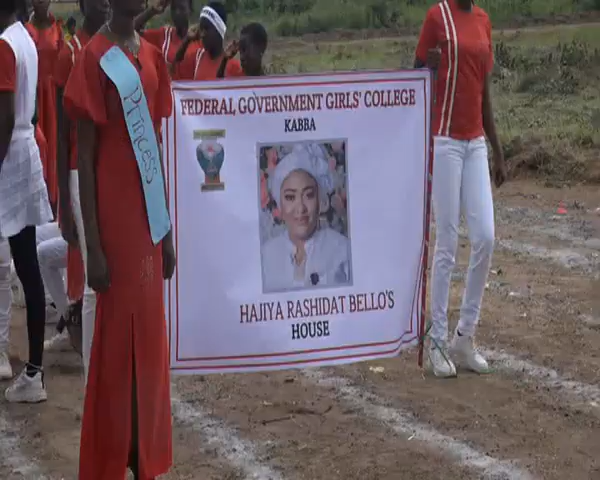 FEDERAL GOVERNMENT GIRLS' COLLEGE
KABBA
HAJIYA RASHIDAT BELLO'S
HOUSE
Princess